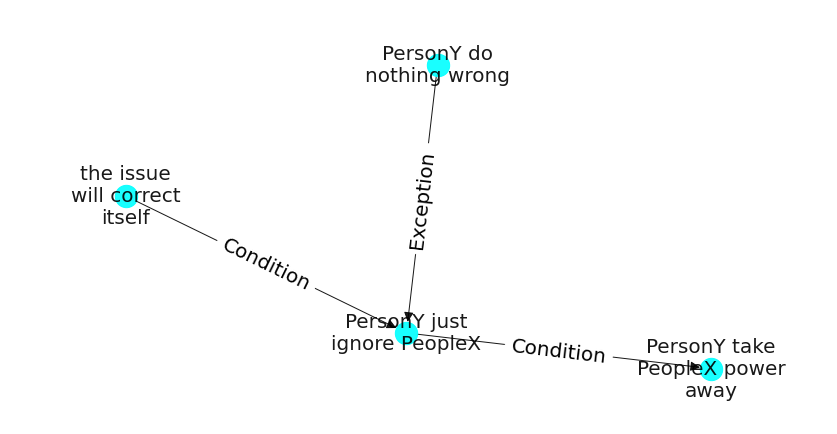 PersonY do
nothing wrong
the issue
will correct
itself
Exception
Condition
PersonY just
ignore PeopleX
Condition
PersonY take
PeopleX power
away